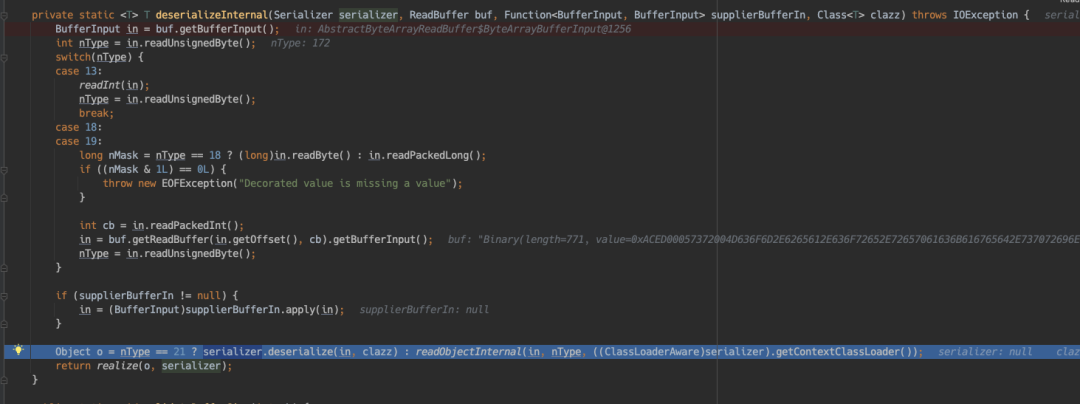 private static <T> T deserializeInternal(Serializer serializer, ReadBuffer buf, Function<BufferInput, BufferInput> supplierBufferIn, Class<T> clazz) throws IOException {
BufferInput in = buf.getBufferInput();   in: AbstractByteArrayReadBuffer$ByteArrayBufferInput@1256
int nType = in.readUnsignedByte();   nType: 172
switch(nType) {
case 13:
readInt(in);
nType = in.readUnsignedByte();
break;
case 18:
case 19:
long nMask = nType == 18 ? (long)in.readByte() : in.readPackedLong();
if ((nMask & 1L) == 0L) {
throw new EOFException("Decorated value is missing a value");
}
int cb = in.readPackedInt();
in = buf.getReadBuffer(in.getOffset(), cb).getBufferInput();   buf: "Binary(length=771, value=0xACED00057372004D636F6D2E6265612E636F72652E72657061636B616765642E737072696E
nType = in.readUnsignedByte();
}
if (supplierBufferIn != null) {
in = (BufferInput)supplierBufferIn.apply(in);   supplierBufferIn: null
}
Object o = nType == 21 ? serializer.deserialize(in, clazz) : readObjectInternal(in, nType, ((ClassLoaderAware)serializer).getContextClassLoader());   serializer: null   claz
return realize(o, serializer);
}